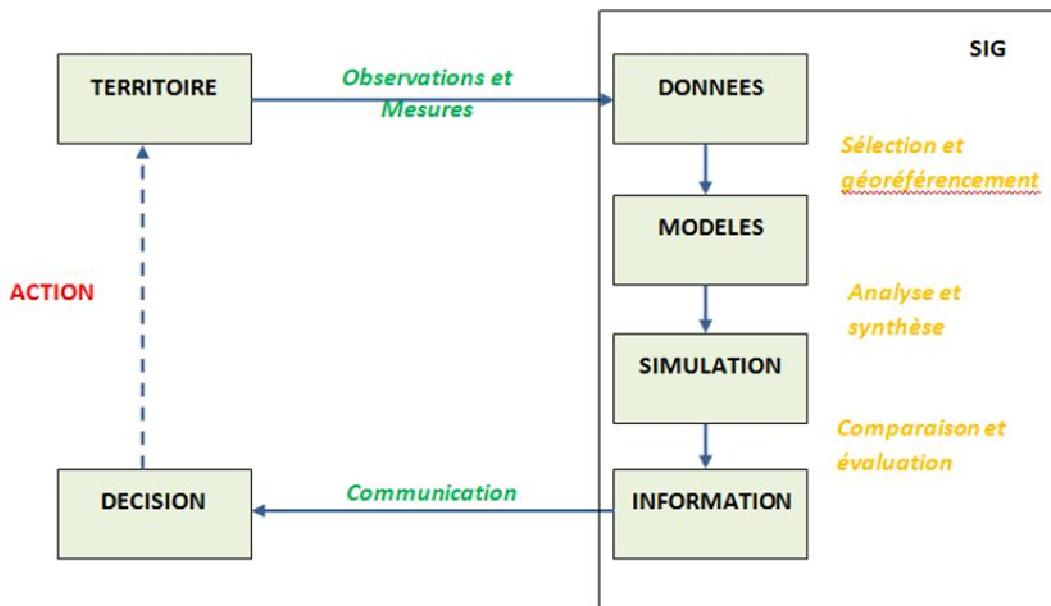 SIG
TERRITOIRE
Observations et
Mesures
DONNEES
Sélection et
géoréférencement
MODELES
ACTION
Analyse et
synthèse
SIMULATION
Comparaison et
évaluation
DECISION
Communication
INFORMATION